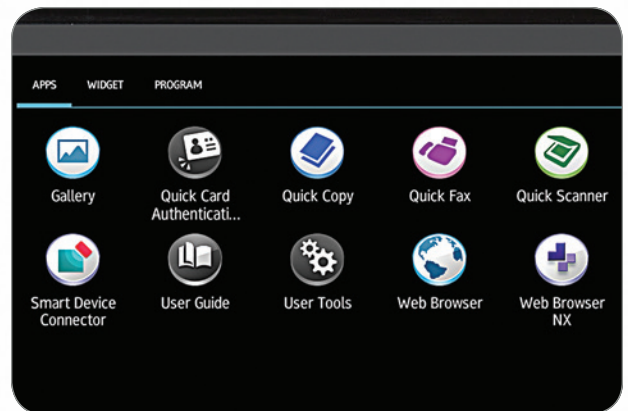 APPS WIDGET PROGRAM
Gallery
Quick Card
Authenticati...
Quick Copy
Quick Fax
Quick Scanner
Smart Device
Connector
User Guide
User Tools
Web Browser
Web Browser
NX